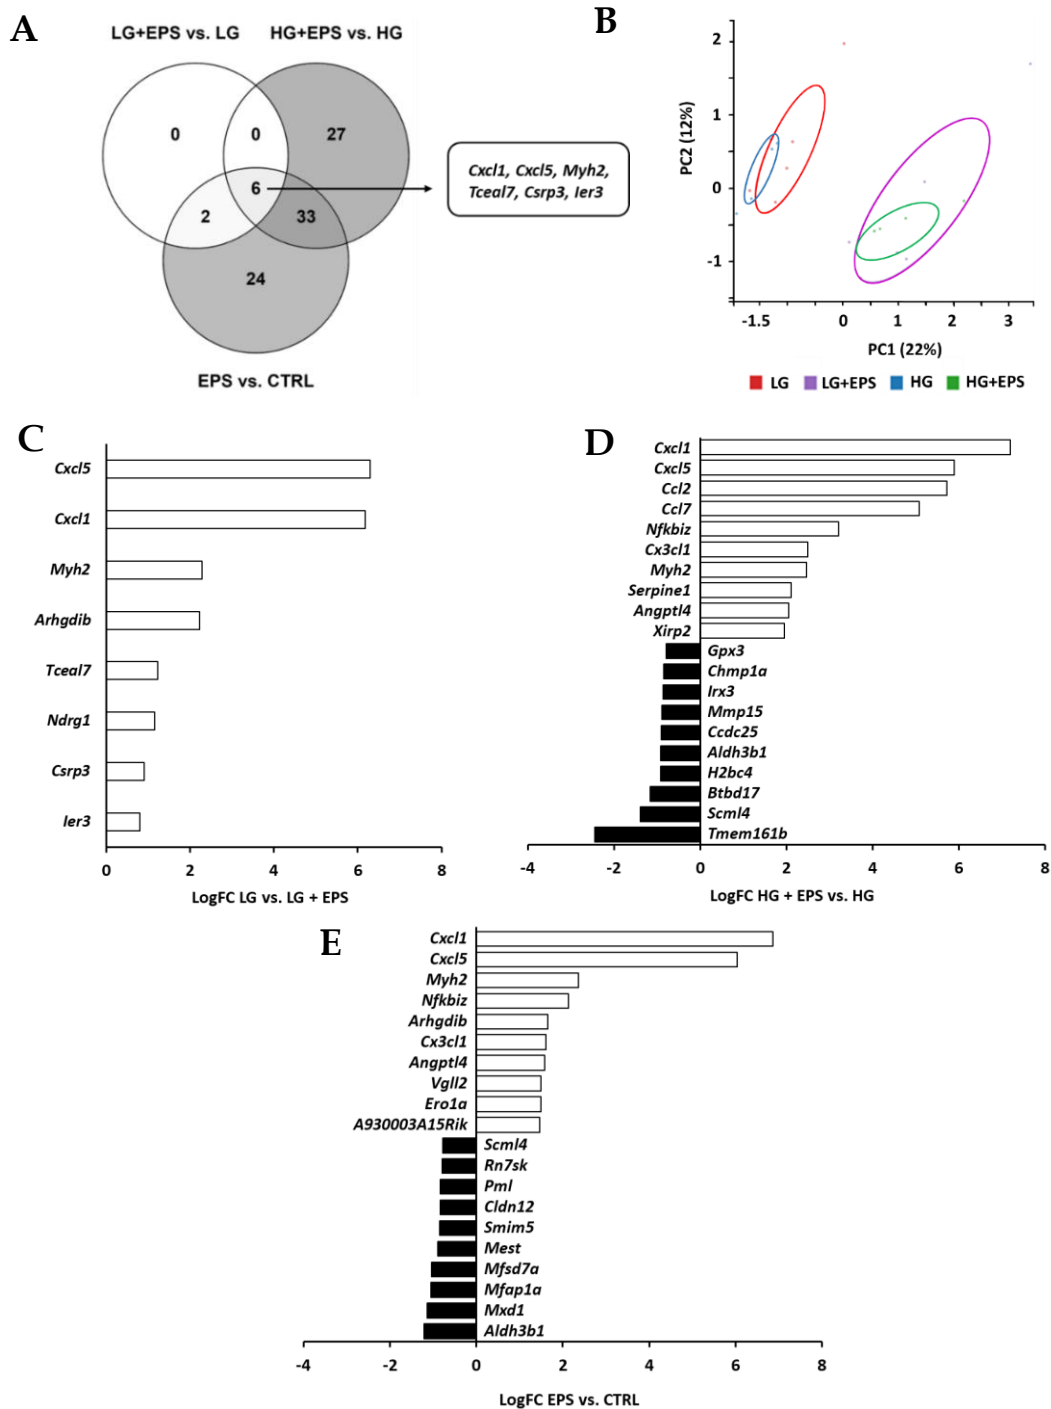 A
LG+EPS vs. LG
HG+EPS vs. HG
0
0
27
6
2
33
24
EPS vs. CTRL
Cxcl1, Cxcl5, Myh2,
Tceal7, Csrp3, Ier3
B
PC2 (12%)
2
1
0
-1
-1.5
0
1
2
3
PC1 (22%)
LG
LG+EPS
HG
HG+EPS
C
Cxcl5
Cxcl1
Myh2
Arhgdib
Tceal7
Ndrg1
Csrp3
Ier3
0
2
4
6
8
LogFC LG vs. LG + EPS
D
Cxcl1
Cxcl5
Ccl2
Ccl7
Nfkbiz
Cx3cl1
Myh2
Serpine1
Angptl4
Xirp2
Gpx3
Chmp1a
Irx3
Mmp15
Ccdc25
Aldh3b1
H2bc4
Btbd17
Scml4
Tmem161b
-4
-2
0
2
4
6
8
LogFC HG + EPS vs. HG
E
Cxcl1
Cxcl5
Myh2
Nfkbiz
Arhgdib
Cx3cl1
Angptl4
Vgll2
Ero1a
A930003A15Rik
Scml4
Rn7sk
Pml
Cldn12
Smim5
Mest
Mfsd7a
Mfap1a
Mxd1
Aldh3b1
-4
-2
0
2
4
6
8
LogFC EPS vs. CTRL